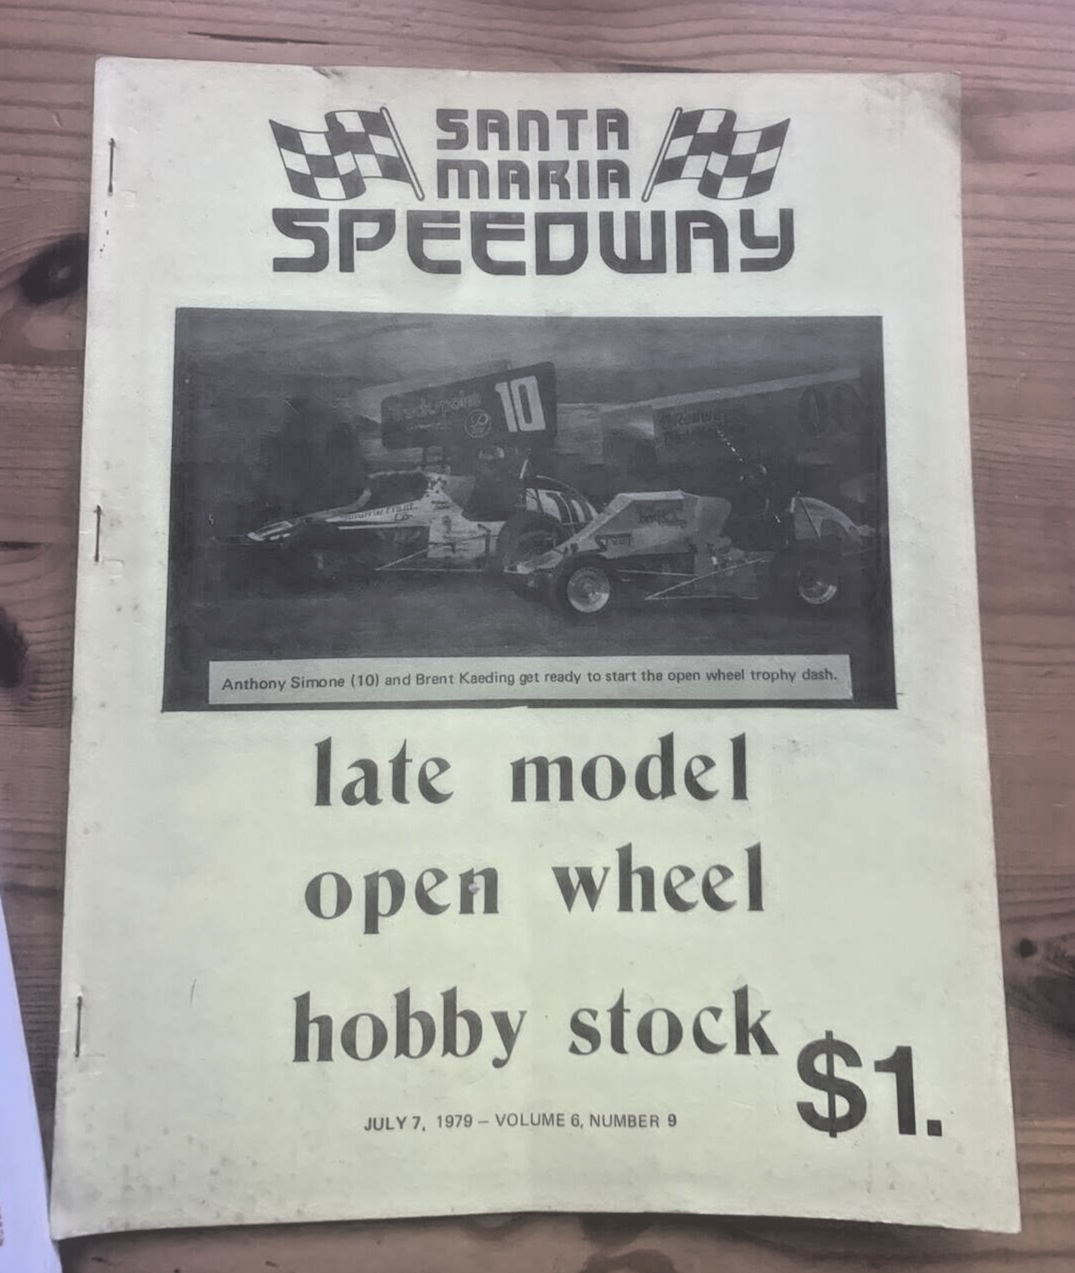 SANTA
MARIA
SPEEDWAY
10
00
Anthony Simone (10) and Brent Kaeding get ready to start the open wheel trophy dash.
late model
open wheel
hobby stock
$1.
JULY 7, 1979 — VOLUME 6, NUMBER 9